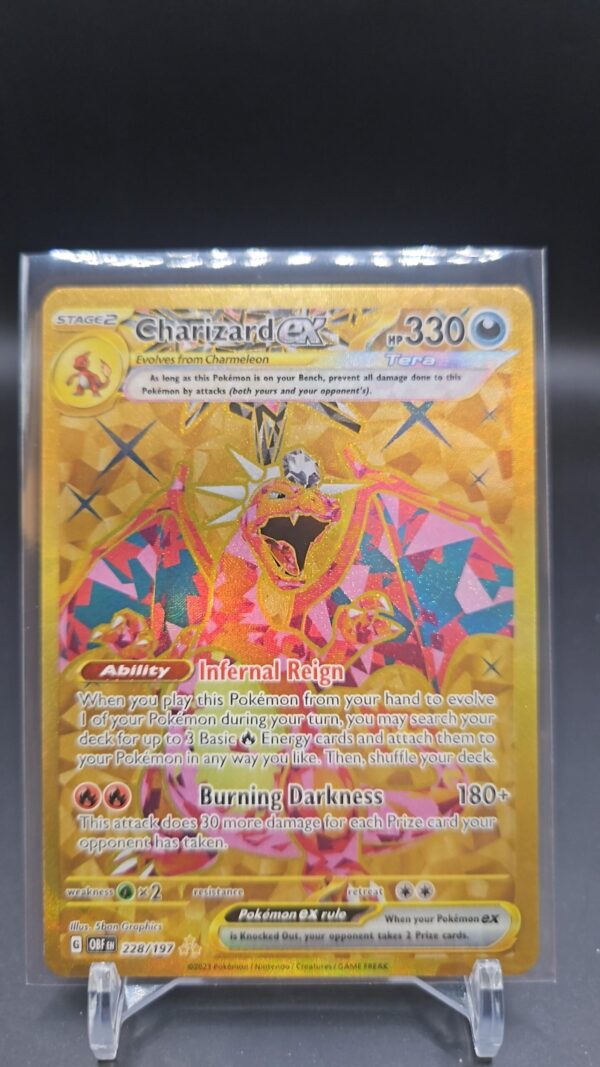 STAGE 2 Charizard ex HP 330
Evolves from Charmeleon Tera
As long as this Pokémon is on your Bench, prevent all damage done to this
Pokémon by attacks (both yours and your opponent's).
Ability Infernal Reign
When you play this Pokémon from your hand to evolve
1 of your Pokémon during your turn, you may search your
deck for up to 3 Basic Energy cards and attach them to
your Pokémon in any way you like. Then, shuffle your deck.
Burning Darkness 180+
This attack does 30 more damage for each Prize card your
opponent has taken.
weakness ×2 resistance retreat
Pokémon ex rule When your Pokémon ex
is Knocked Out, your opponent takes 2 Prize cards.
Illus. 5ban Graphics
G OBF EN 228/197
©2023 Pokémon / Nintendo / Creatures / GAME FREAK